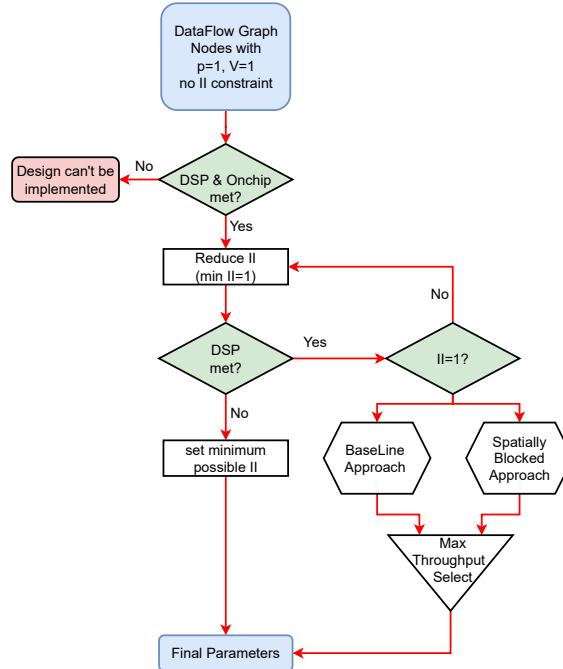 DataFlow Graph
Nodes with
p=1, V=1
no II constraint
No
Design can't be
implemented
DSP & Onchip
met?
Yes
Reduce II
(min II=1)
No
DSP
met?
Yes
II=1?
No
set minimum
possible II
BaseLine
Approach
Spatially
Blocked
Approach
Max
Throughput
Select
Final Parameters